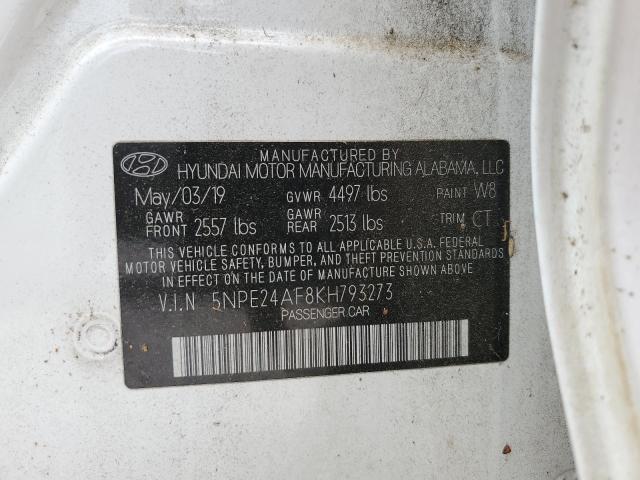 MANUFACTURED BY
HYUNDAI MOTOR MANUFACTURING ALABAMA, LLC
May/03/19 GVWR 4497 lbs PAINT W8
GAWR FRONT 2557 lbs GAWR REAR 2513 lbs TRIM CT
THIS VEHICLE CONFORMS TO ALL APPLICABLE U.S.A. FEDERAL
MOTOR VEHICLE SAFETY, BUMPER, AND THEFT PREVENTION STANDARDS
IN EFFECT ON THE DATE OF MANUFACTURE SHOWN ABOVE.
V.I.N 5NPE24AF8KH793273
PASSENGER CAR